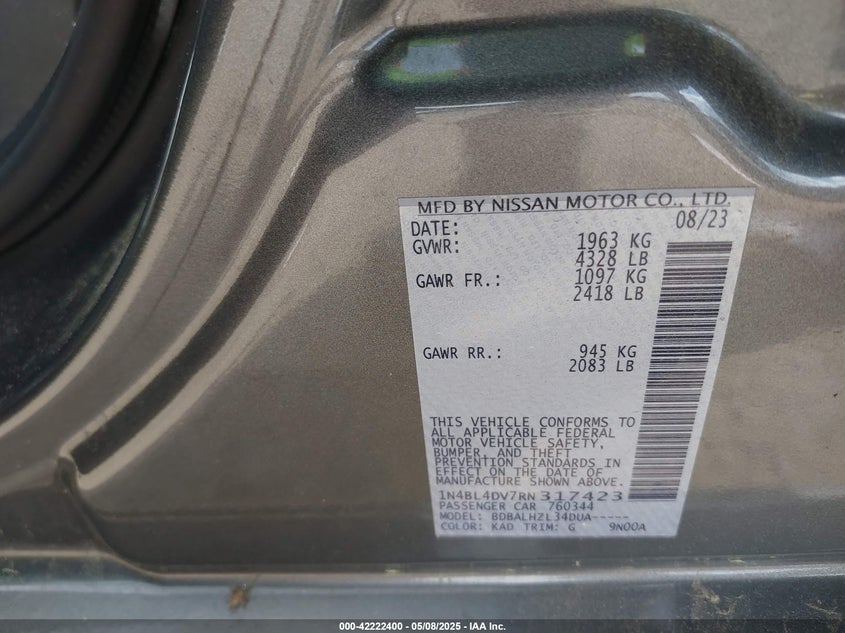 MFD BY NISSAN MOTOR CO., LTD.
DATE: 08/23
GVWR: 1963 KG
4328 LB
GAWR FR.: 1097 KG
2418 LB
GAWR RR.: 945 KG
2083 LB
THIS VEHICLE CONFORMS TO
ALL APPLICABLE FEDERAL
MOTOR VEHICLE SAFETY,
BUMPER, AND THEFT
PREVENTION STANDARDS IN
EFFECT ON THE DATE OF
MANUFACTURE SHOWN ABOVE.
1N4BL4DV7RN317423
PASSENGER CAR 760344
MODEL: BDBALHZL34DUA-----
COLOR: KAD TRIM: G 9N00A
000-42222400 - 05/08/2025 - IAA Inc.